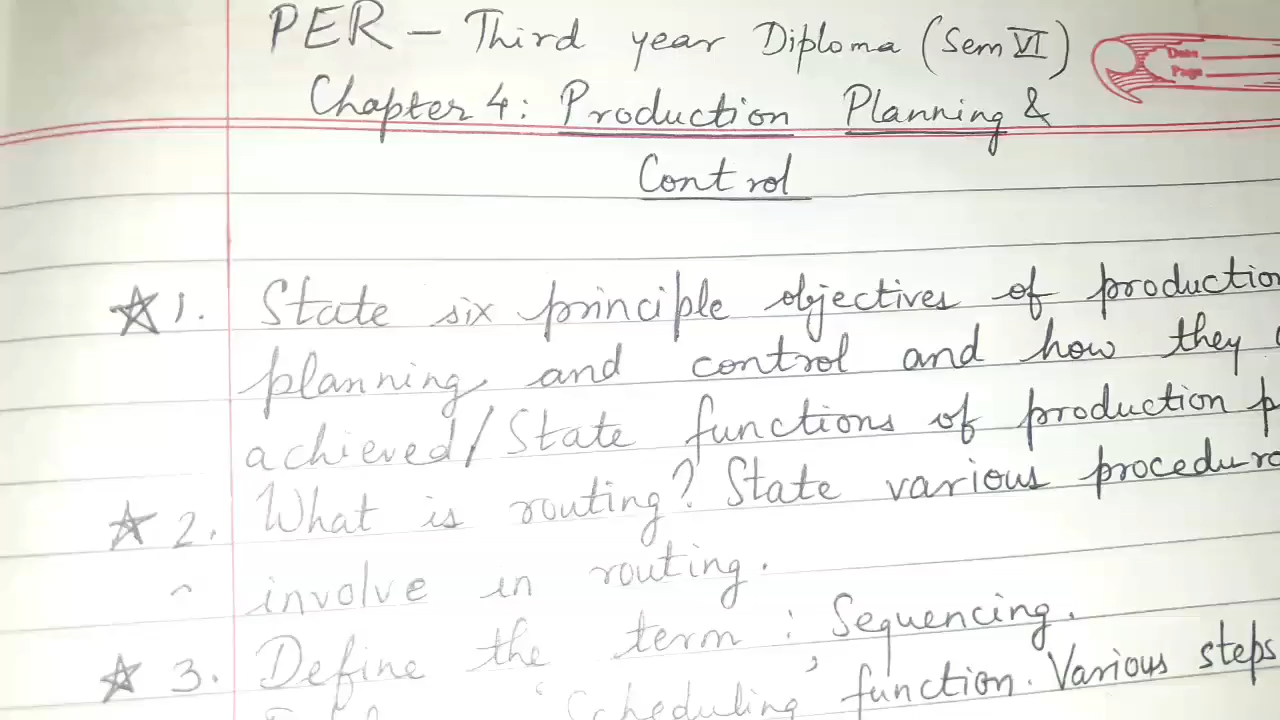 PER - Third year Diploma (Sem VI)
Date
Page
Chapter 4: Production Planning &
Control
1. State six principle objectives of production
planning and control and how they
achieved/State functions of production
2. What is routing? State various
involve in routing.
3. Define the term : Sequencing.
'Scheduling' function. Various steps